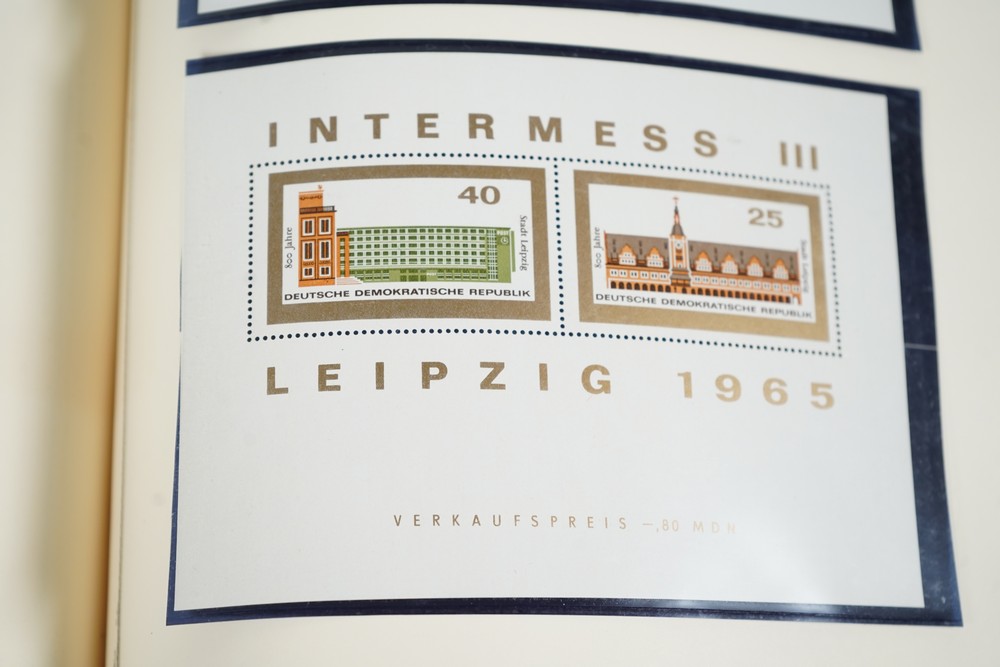 INTERMESS III
40
800 Jahre
Stadt Leipzig
DEUTSCHE DEMOKRATISCHE REPUBLIK
25
800 Jahre
Stadt Leipzig
DEUTSCHE DEMOKRATISCHE REPUBLIK
LEIPZIG 1965
VERKAUFSPREIS –,80 MDN